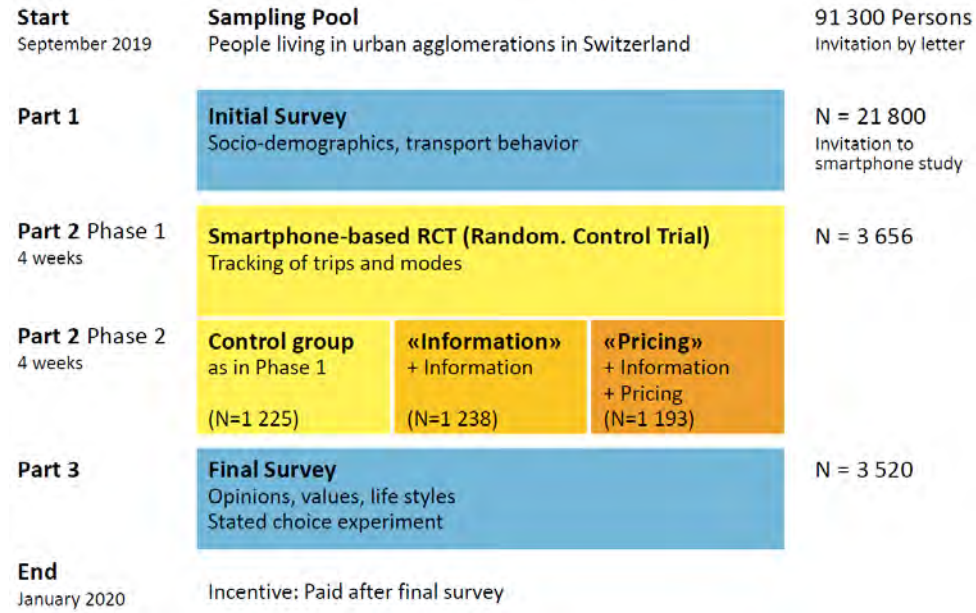 Start
September 2019
Sampling Pool
People living in urban agglomerations in Switzerland
91 300 Persons
Invitation by letter
Part 1
Initial Survey
Socio-demographics, transport behavior
N = 21 800
Invitation to
smartphone study
Part 2 Phase 1
4 weeks
Smartphone-based RCT (Random. Control Trial)
Tracking of trips and modes
N = 3 656
Part 2 Phase 2
4 weeks
Control group
as in Phase 1
(N=1 225)
«Information»
+ Information
(N=1 238)
«Pricing»
+ Information
+ Pricing
(N=1 193)
Part 3
Final Survey
Opinions, values, life styles
Stated choice experiment
N = 3 520
End
January 2020
Incentive: Paid after final survey